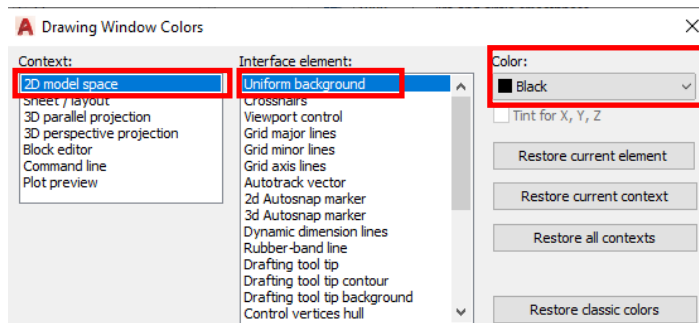 Drawing Window Colors
Context:
2D model space
Sheet / layout
3D parallel projection
3D perspective projection
Block editor
Command line
Plot preview
Interface element:
Uniform background
Crosshairs
Viewport control
Grid major lines
Grid minor lines
Grid axis lines
Autotrack vector
2d Autosnap marker
3d Autosnap marker
Dynamic dimension lines
Rubber-band line
Drafting tool tip
Drafting tool tip contour
Drafting tool tip background
Control vertices hull
Color:
Black
Tint for X, Y, Z
Restore current element
Restore current context
Restore all contexts
Restore classic colors